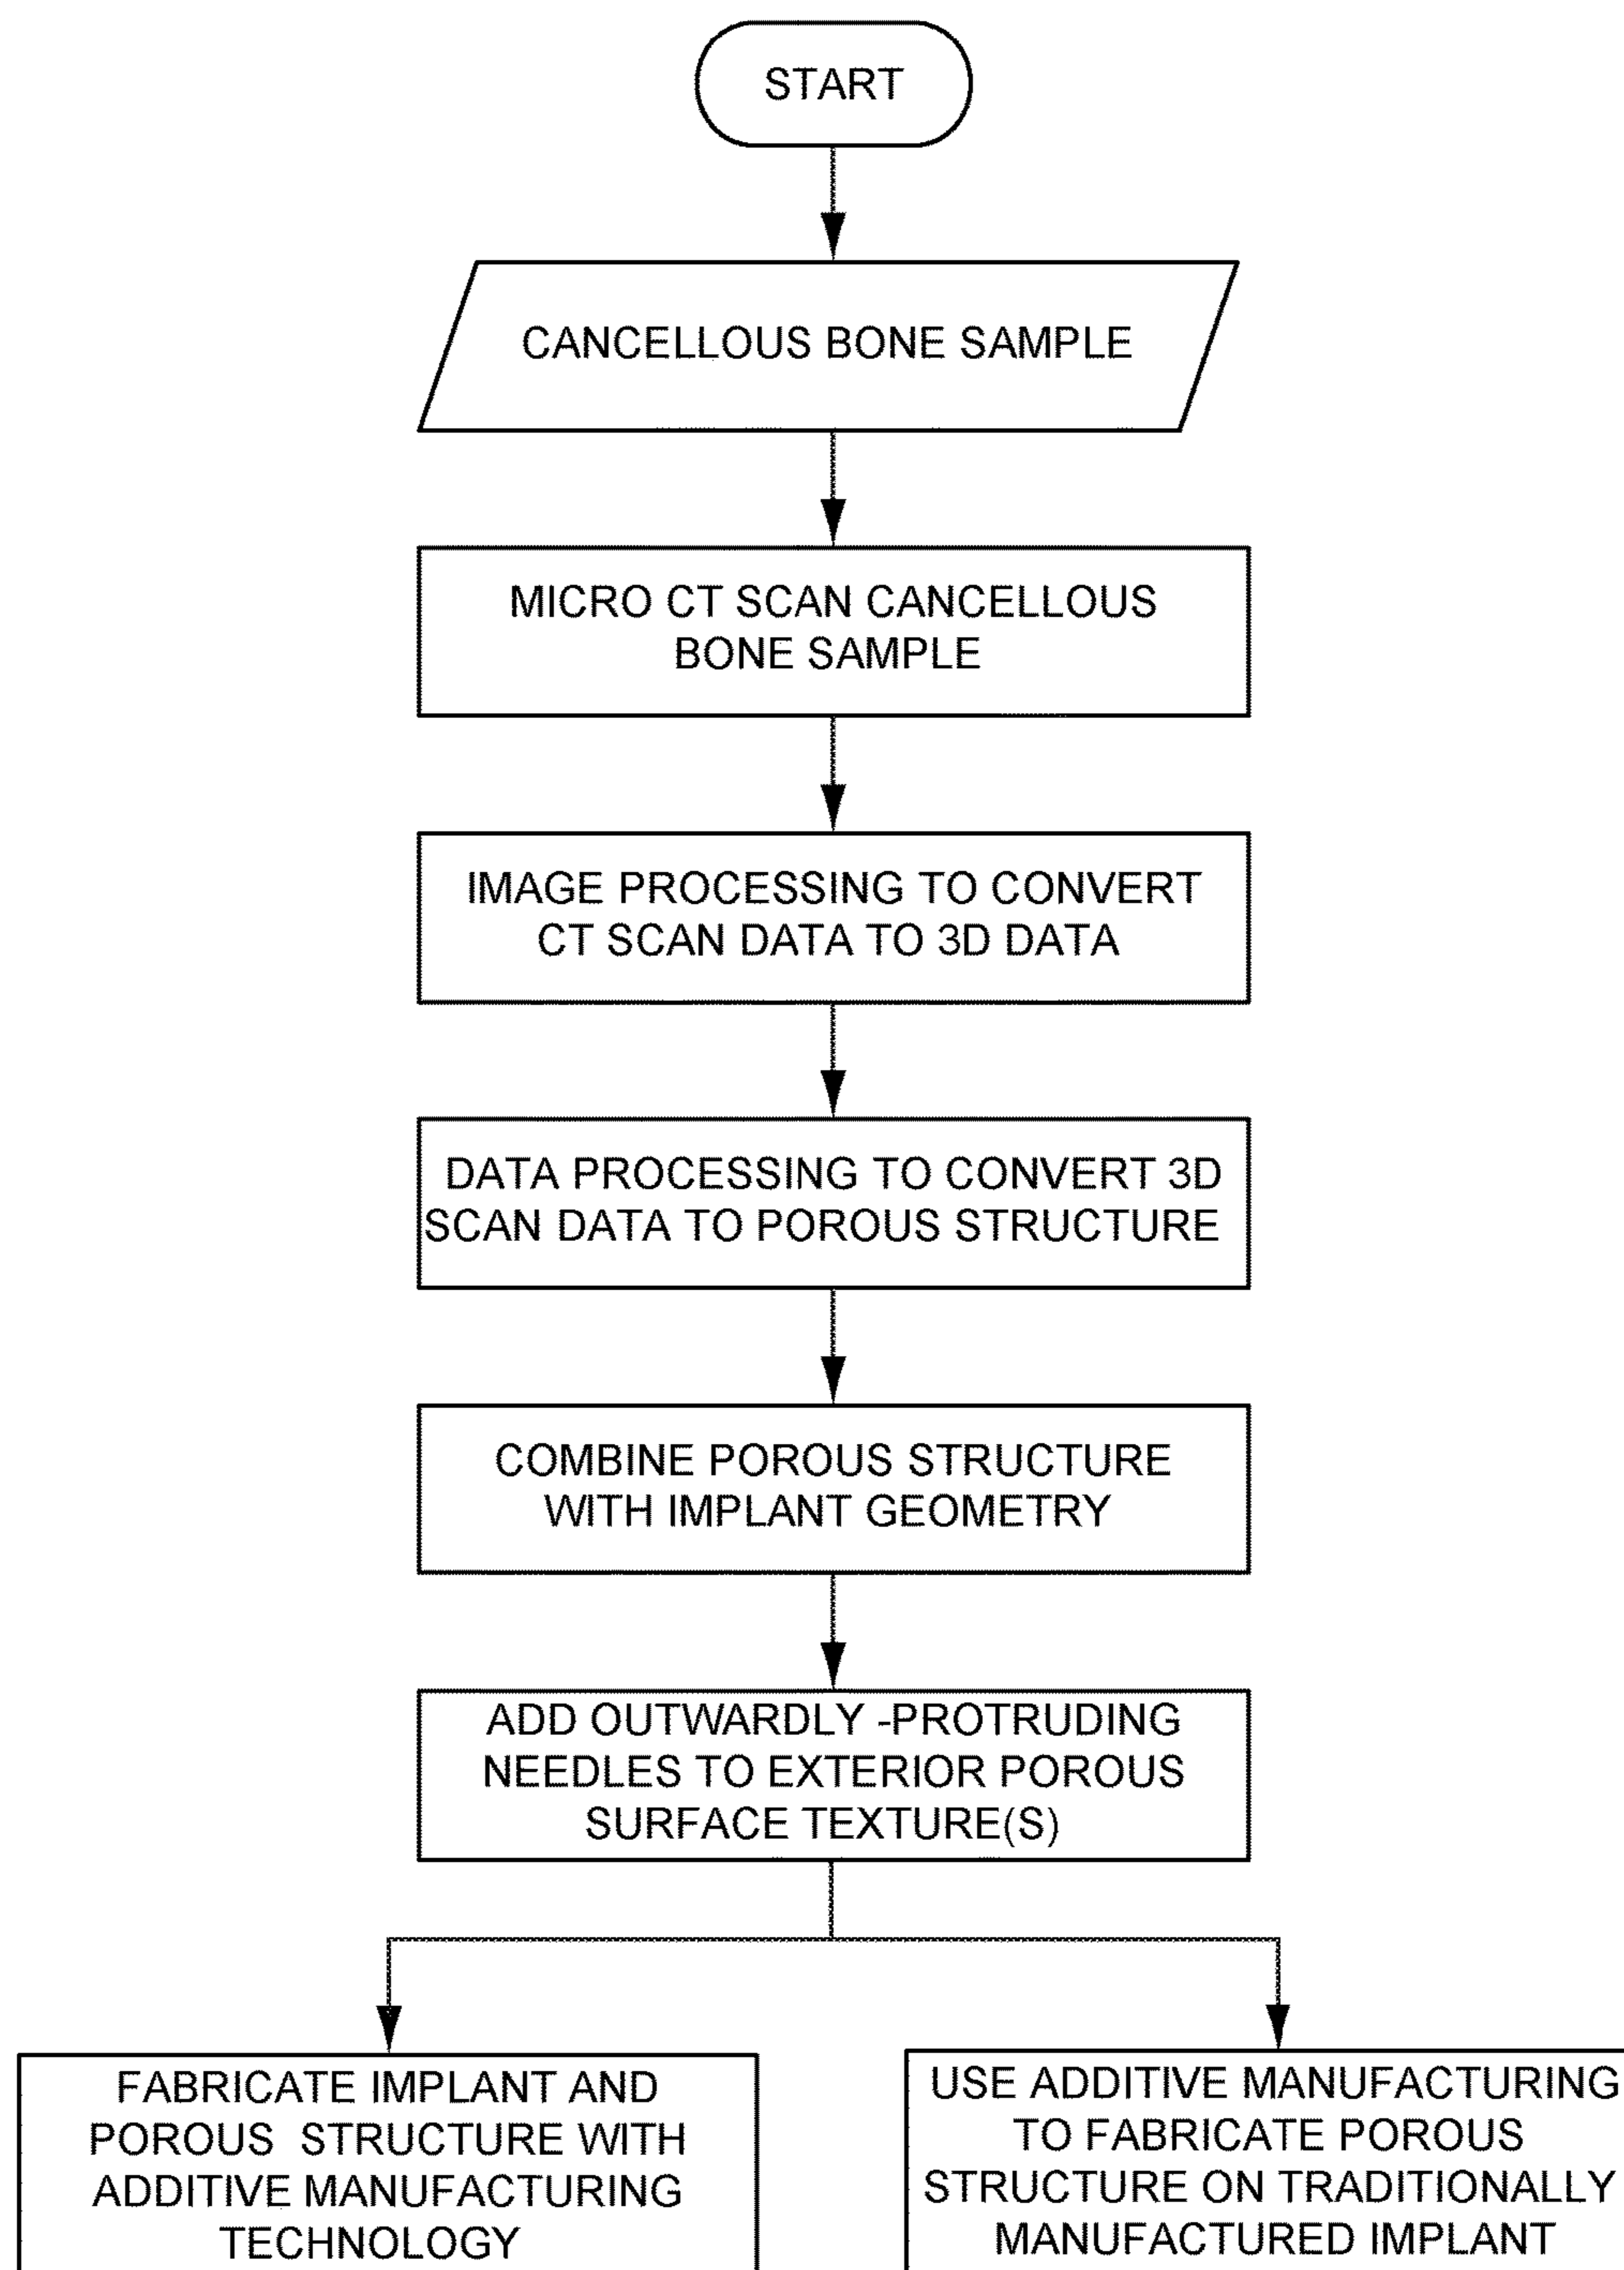 START
CANCELLOUS BONE SAMPLE
MICRO CT SCAN CANCELLOUS
BONE SAMPLE
IMAGE PROCESSING TO CONVERT
CT SCAN DATA TO 3D DATA
DATA PROCESSING TO CONVERT 3D
SCAN DATA TO POROUS STRUCTURE
COMBINE POROUS STRUCTURE
WITH IMPLANT GEOMETRY
ADD OUTWARDLY -PROTRUDING
NEEDLES TO EXTERIOR POROUS
SURFACE TEXTURE(S)
FABRICATE IMPLANT AND
POROUS STRUCTURE WITH
ADDITIVE MANUFACTURING
TECHNOLOGY
USE ADDITIVE MANUFACTURING
TO FABRICATE POROUS
STRUCTURE ON TRADITIONALLY
MANUFACTURED IMPLANT